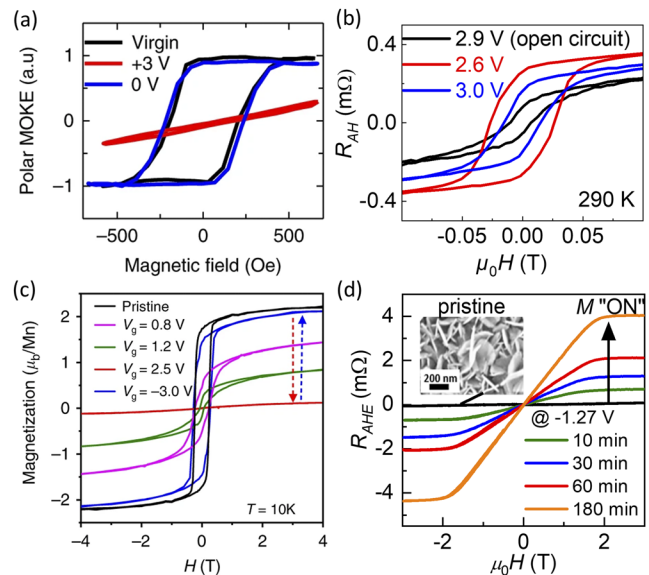 (a)
Virgin
+3 V
0 V
Polar MOKE (a.u)
1
0
−1
−500
0
500
Magnetic field (Oe)
(b)
2.9 V (open circuit)
2.6 V
3.0 V
R_AH (mΩ)
0.4
0.0
-0.4
290 K
-0.05
0.00
0.05
μ₀H (T)
(c)
Pristine
Vg = 0.8 V
Vg = 1.2 V
Vg = 2.5 V
Vg = −3.0 V
Magnetization (μb/Mn)
2
1
0
−1
−2
T = 10K
−4
−2
0
2
4
H (T)
(d)
pristine
M "ON"
200 nm
R_AHE (mΩ)
4
2
0
-2
-4
@ -1.27 V
10 min
30 min
60 min
180 min
-2
0
2
μ₀H (T)